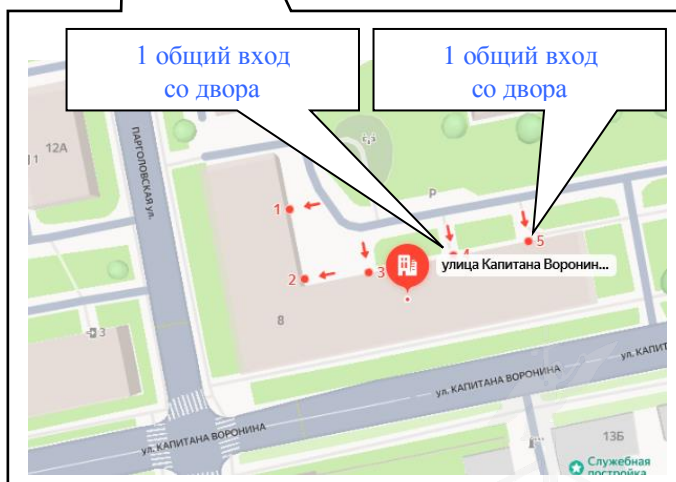 1 общий вход
со двора
1 общий вход
со двора
12А
1
ПАРГОЛОВСКАЯ ул.
P
1
2
3
4
5
улица Капитана Воронин...
8
3
ул. КАПИТАНА ВОРОНИНА
ул. КАПИТАНА ВОРОНИНА
ул. КАПИТ
13Б
Служебная
постройка